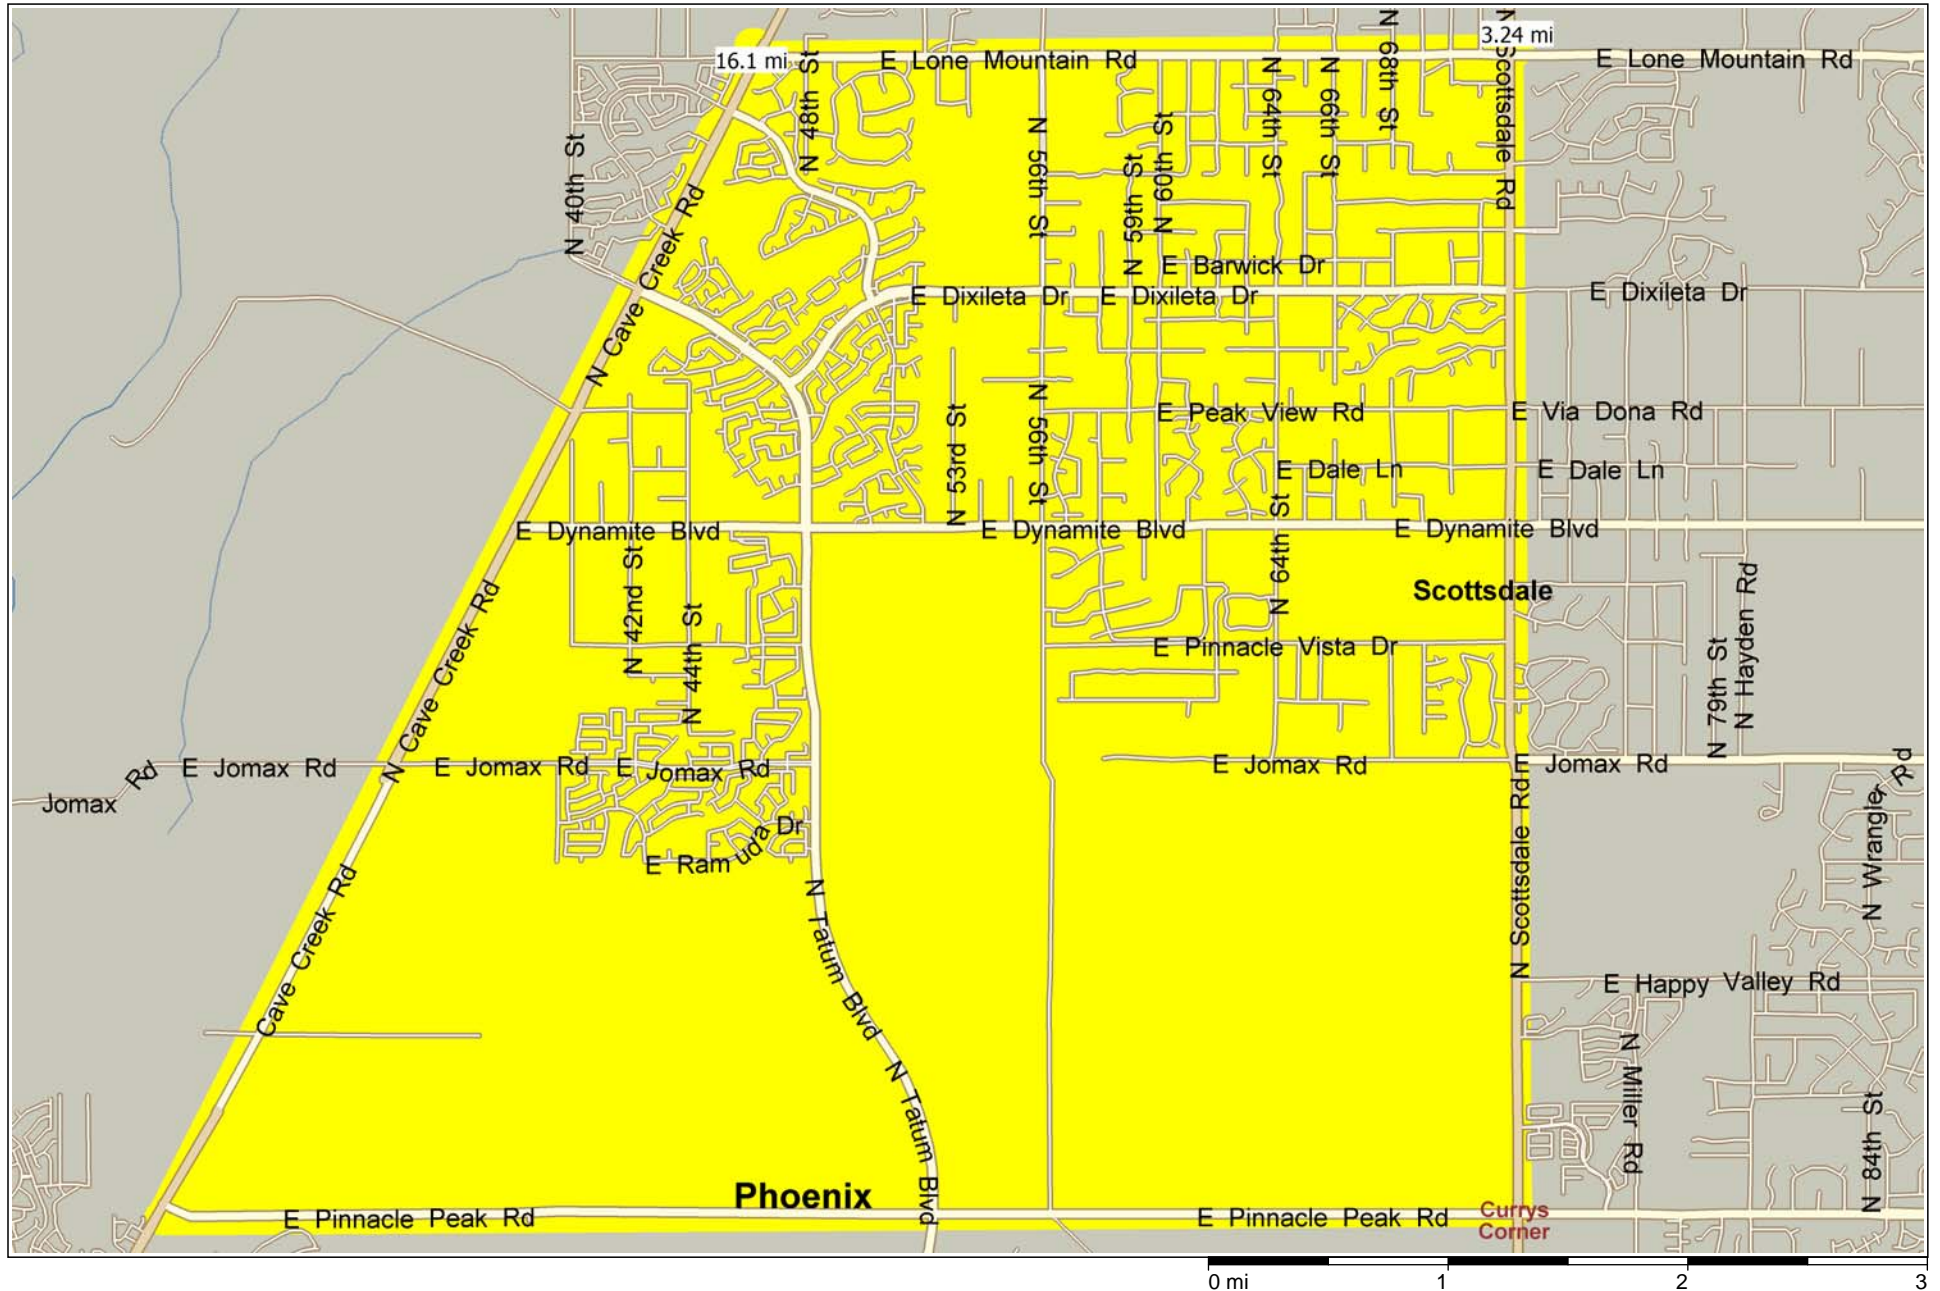 3.24 mi
16.1 mi
E Lone Mountain Rd
E Lone Mountain Rd
N 40th St
N 48th St
N 56th St
N 59th St
N 60th St
N 64th St
N 66th St
N 68th St
N Scottsdale Rd
N Cave Creek Rd
E Barwick Dr
E Dixileta Dr
E Dixileta Dr
E Dixileta Dr
N 53rd St
N 56th St
E Peak View Rd
E Via Dona Rd
E Dale Ln
E Dale Ln
E Dynamite Blvd
E Dynamite Blvd
E Dynamite Blvd
N 42nd St
N 44th St
N 64th St
Scottsdale
N Cave Creek Rd
E Pinnacle Vista Dr
N 79th St
N Hayden Rd
Jomax Rd
E Jomax Rd
E Jomax Rd
E Jomax Rd
E Jomax Rd
E Jomax Rd
E Ramuda Dr
N Scottsdale Rd
N Wrangler Rd
Cave Creek Rd
N Tatum Blvd
E Happy Valley Rd
N Tatum Blvd
N Miller Rd
N 84th St
Phoenix
E Pinnacle Peak Rd
E Pinnacle Peak Rd
Currys
Corner
0 mi 1 2 3